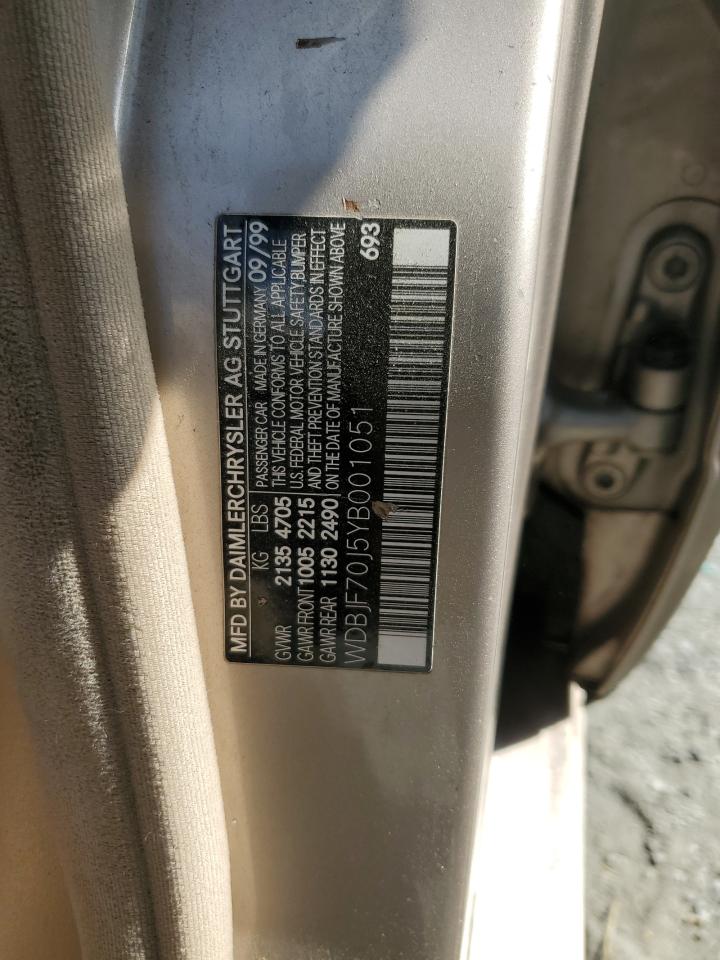 MFD BY DAIMLERCHRYSLER AG STUTTGART
KG LBS PASSENGER CAR MADE IN GERMANY 09/99
GVWR 2135 4705 THIS VEHICLE CONFORMS TO ALL APPLICABLE
GAWR FRONT 1005 2215 U.S. FEDERAL MOTOR VEHICLE SAFETY BUMPER
GAWR REAR 1130 2490 AND THEFT PREVENTION STANDARDS IN EFFECT
ON THE DATE OF MANUFACTURE SHOWN ABOVE
WDBJF70J5YB001051 693